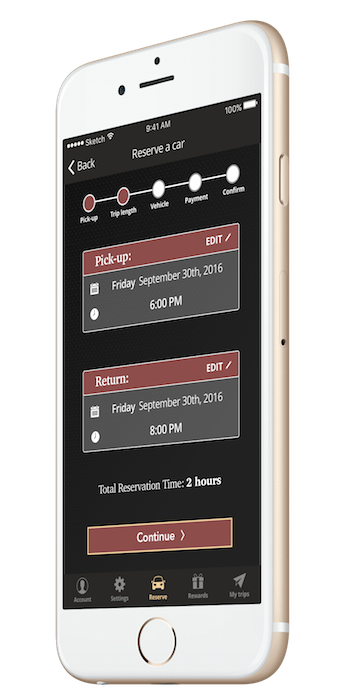 Sketch 9:41 AM 100%
Back Reserve a car
Pick-up Trip length Vehicle Payment Confirm
Pick-up: EDIT
Friday September 30th, 2016
6:00 PM
Return: EDIT
Friday September 30th, 2016
8:00 PM
Total Reservation Time: 2 hours
Continue
Account Settings Reserve Rewards My trips